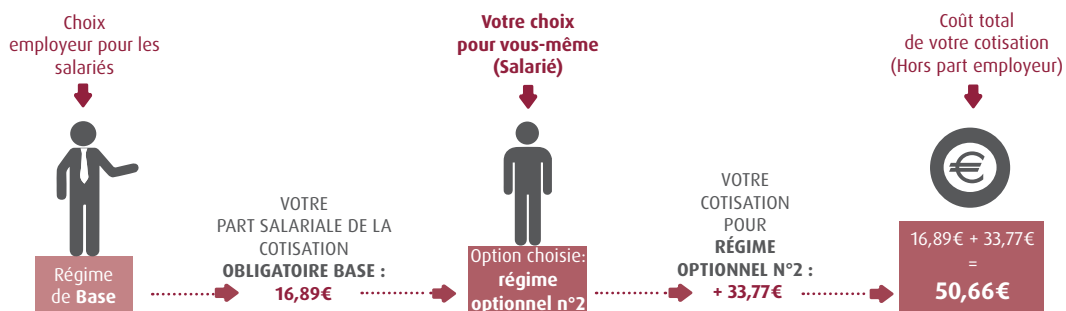 Choix
employeur pour les
salariés
Régime
de Base
VOTRE
PART SALARIALE DE LA
COTISATION
OBLIGATOIRE BASE :
16,89€
Votre choix
pour vous-même
(Salarié)
Option choisie:
régime
optionnel n°2
VOTRE
COTISATION
POUR
RÉGIME
OPTIONNEL N°2 :
+ 33,77€
Coût total
de votre cotisation
(Hors part employeur)
€
16,89€ + 33,77€
=
50,66€